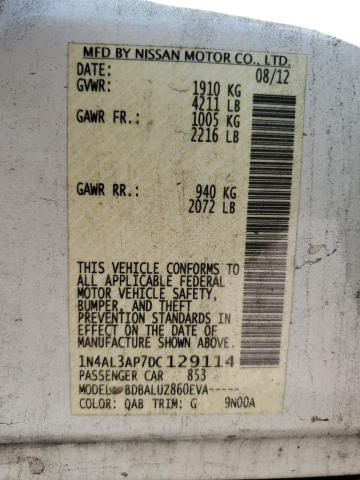 MFD BY NISSAN MOTOR CO., LTD.
DATE: 08/12
GVWR: 1910 KG
4211 LB
GAWR FR.: 1005 KG
2216 LB
GAWR RR.: 940 KG
2072 LB
THIS VEHICLE CONFORMS TO
ALL APPLICABLE FEDERAL
MOTOR VEHICLE SAFETY,
BUMPER, AND THEFT
PREVENTION STANDARDS IN
EFFECT ON THE DATE OF
MANUFACTURE SHOWN ABOVE.
1N4AL3AP7DC129114
PASSENGER CAR 853
MODEL: BDBALUZ860EVA-----
COLOR: QAB TRIM: G 9N00A